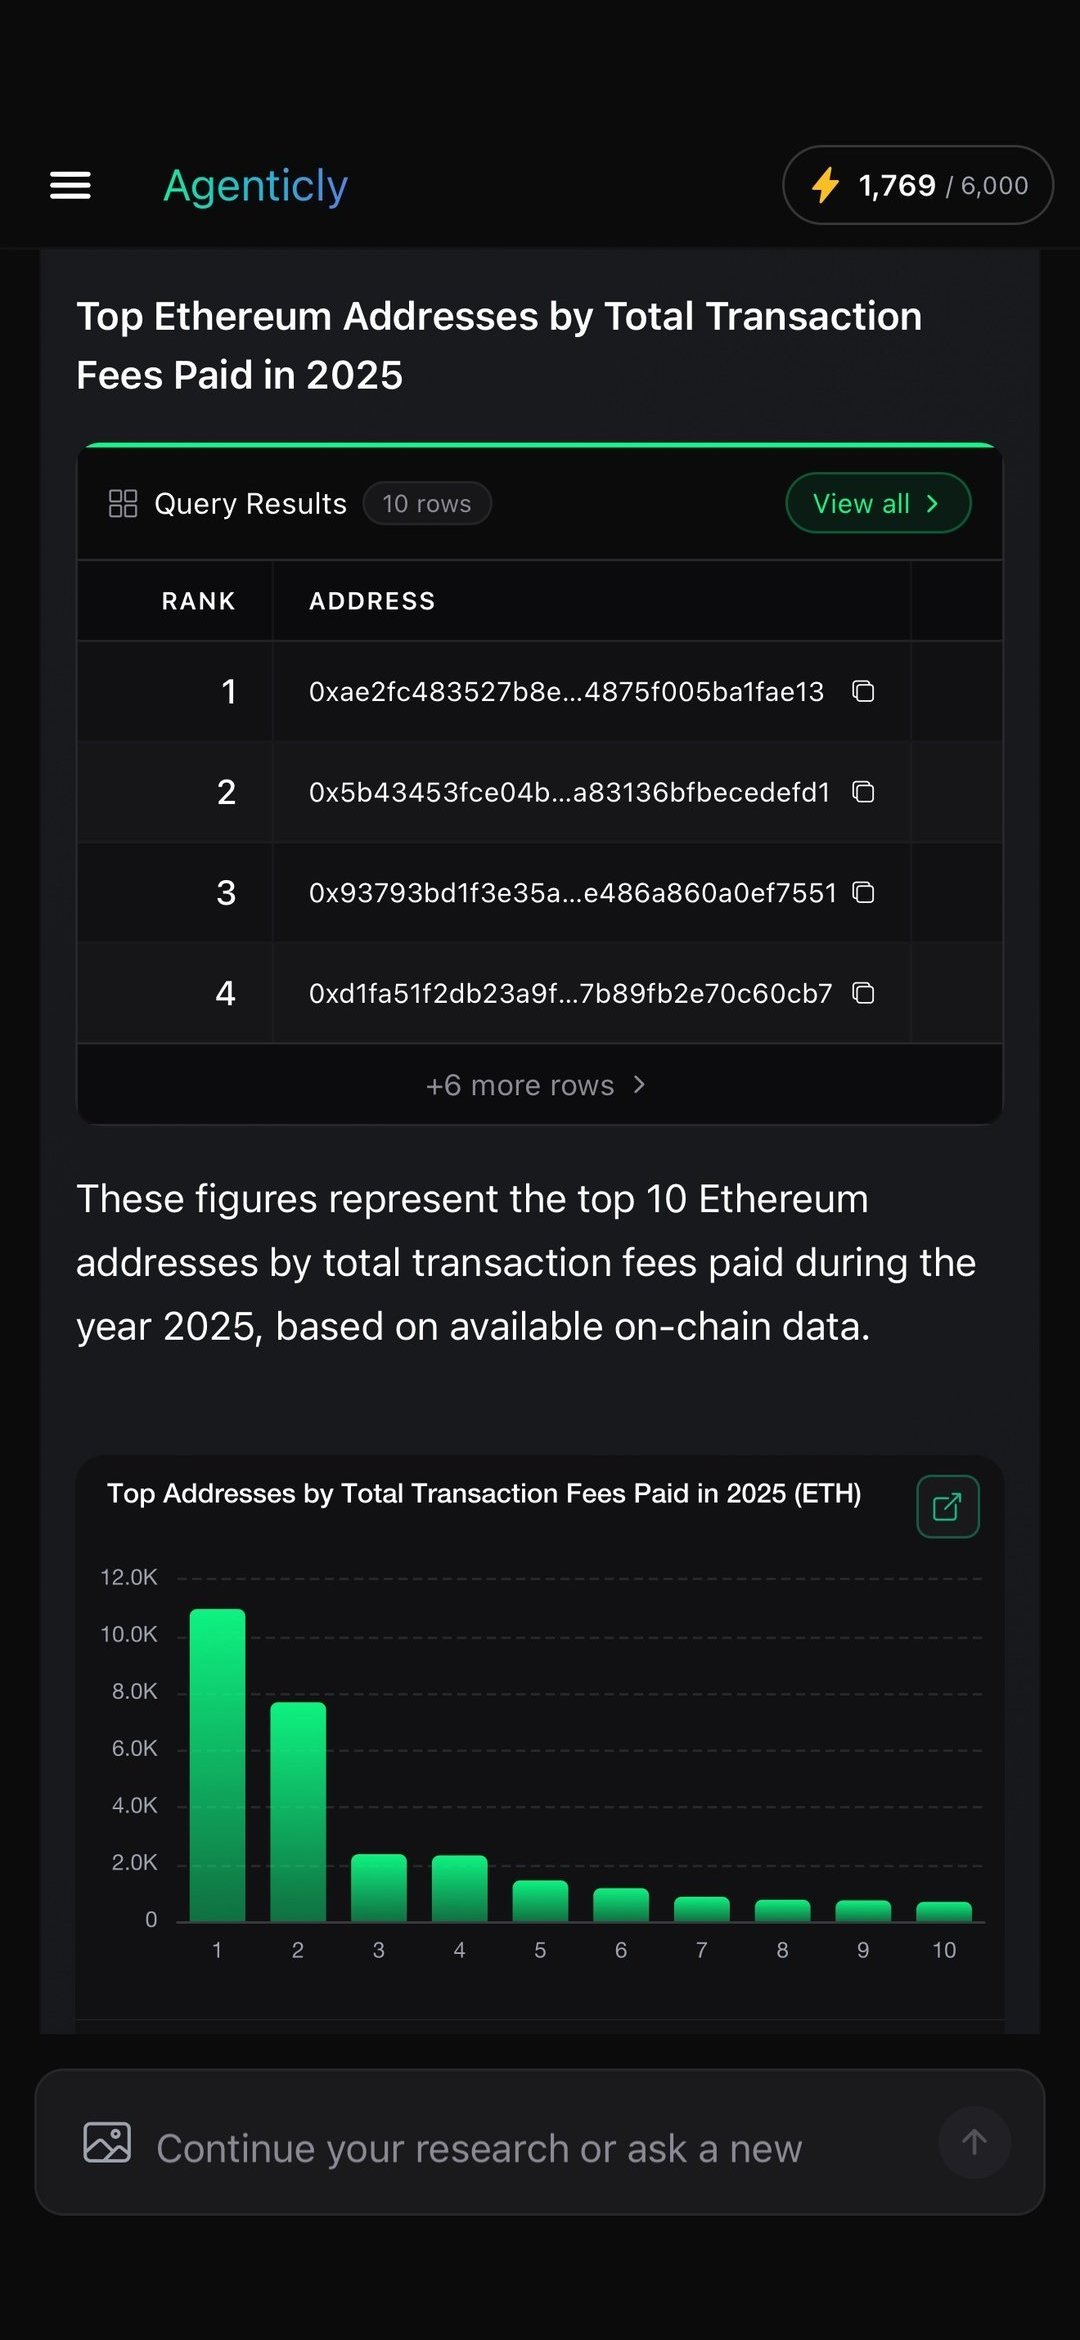 Agenticly
1,769 / 6,000
Top Ethereum Addresses by Total Transaction
Fees Paid in 2025
Query Results 10 rows View all
RANK ADDRESS
1 0xae2fc483527b8e...4875f005ba1fae13
2 0x5b43453fce04b...a83136bfbecedefd1
3 0x93793bd1f3e35a...e486a860a0ef7551
4 0xd1fa51f2db23a9f...7b89fb2e70c60cb7
+6 more rows
These figures represent the top 10 Ethereum
addresses by total transaction fees paid during the
year 2025, based on available on-chain data.
Top Addresses by Total Transaction Fees Paid in 2025 (ETH)
12.0K
10.0K
8.0K
6.0K
4.0K
2.0K
0
1 2 3 4 5 6 7 8 9 10
Continue your research or ask a new